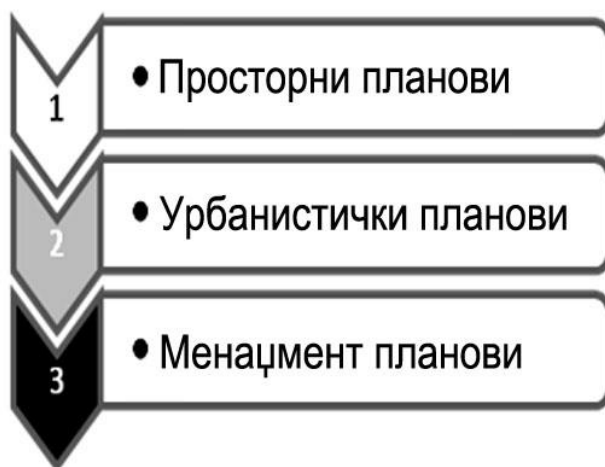 1
• Просторни планови
2
• Урбанистички планови
3
• Менаџмент планови